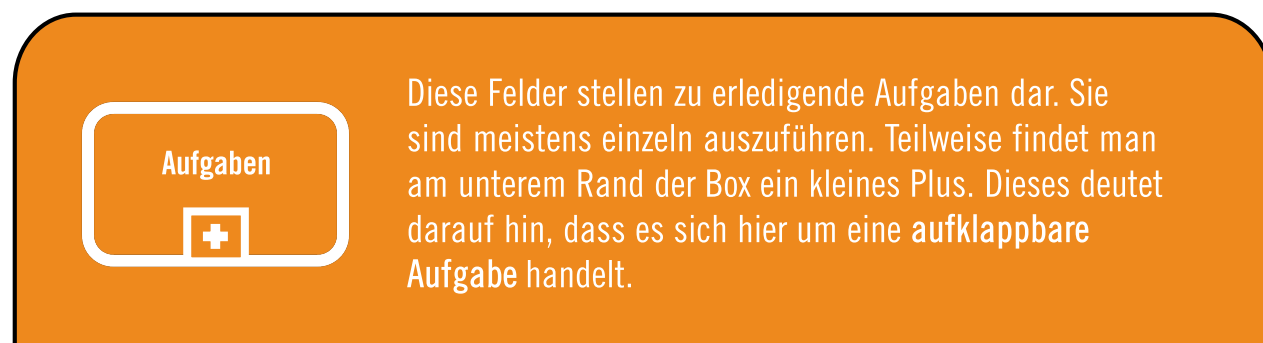 Aufgaben
Diese Felder stellen zu erledigende Aufgaben dar. Sie
sind meistens einzeln auszuführen. Teilweise findet man
am unterem Rand der Box ein kleines Plus. Dieses deutet
darauf hin, dass es sich hier um eine aufklappbare
Aufgabe handelt.